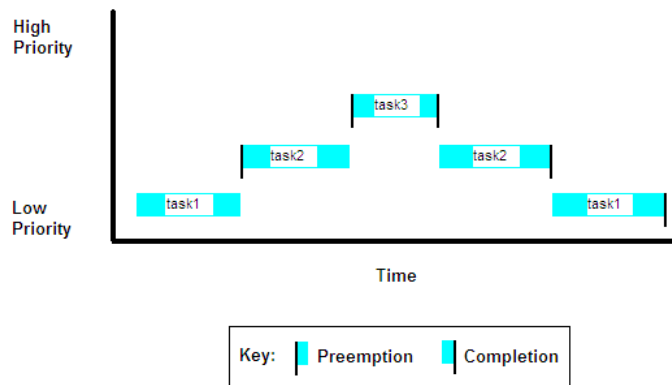 High
Priority
task3
task2
task2
task1
task1
Low
Priority
Time
Key: Preemption Completion